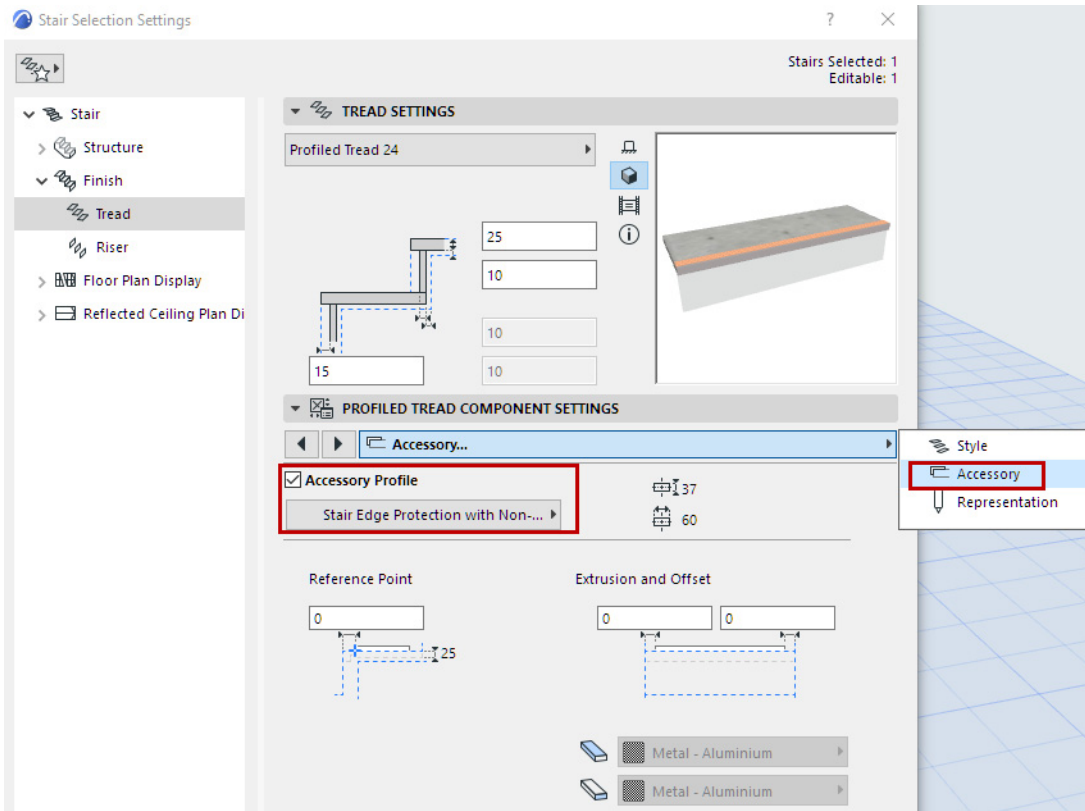 Stair Selection Settings
?
Stairs Selected: 1
Editable: 1
Stair
Structure
Finish
Tread
Riser
Floor Plan Display
Reflected Ceiling Plan Di
TREAD SETTINGS
Profiled Tread 24
25
10
10
15
10
PROFILED TREAD COMPONENT SETTINGS
Accessory...
Style
Accessory
Representation
Accessory Profile
Stair Edge Protection with Non-...
37
60
Reference Point
Extrusion and Offset
0
0
0
25
Metal - Aluminium
Metal - Aluminium